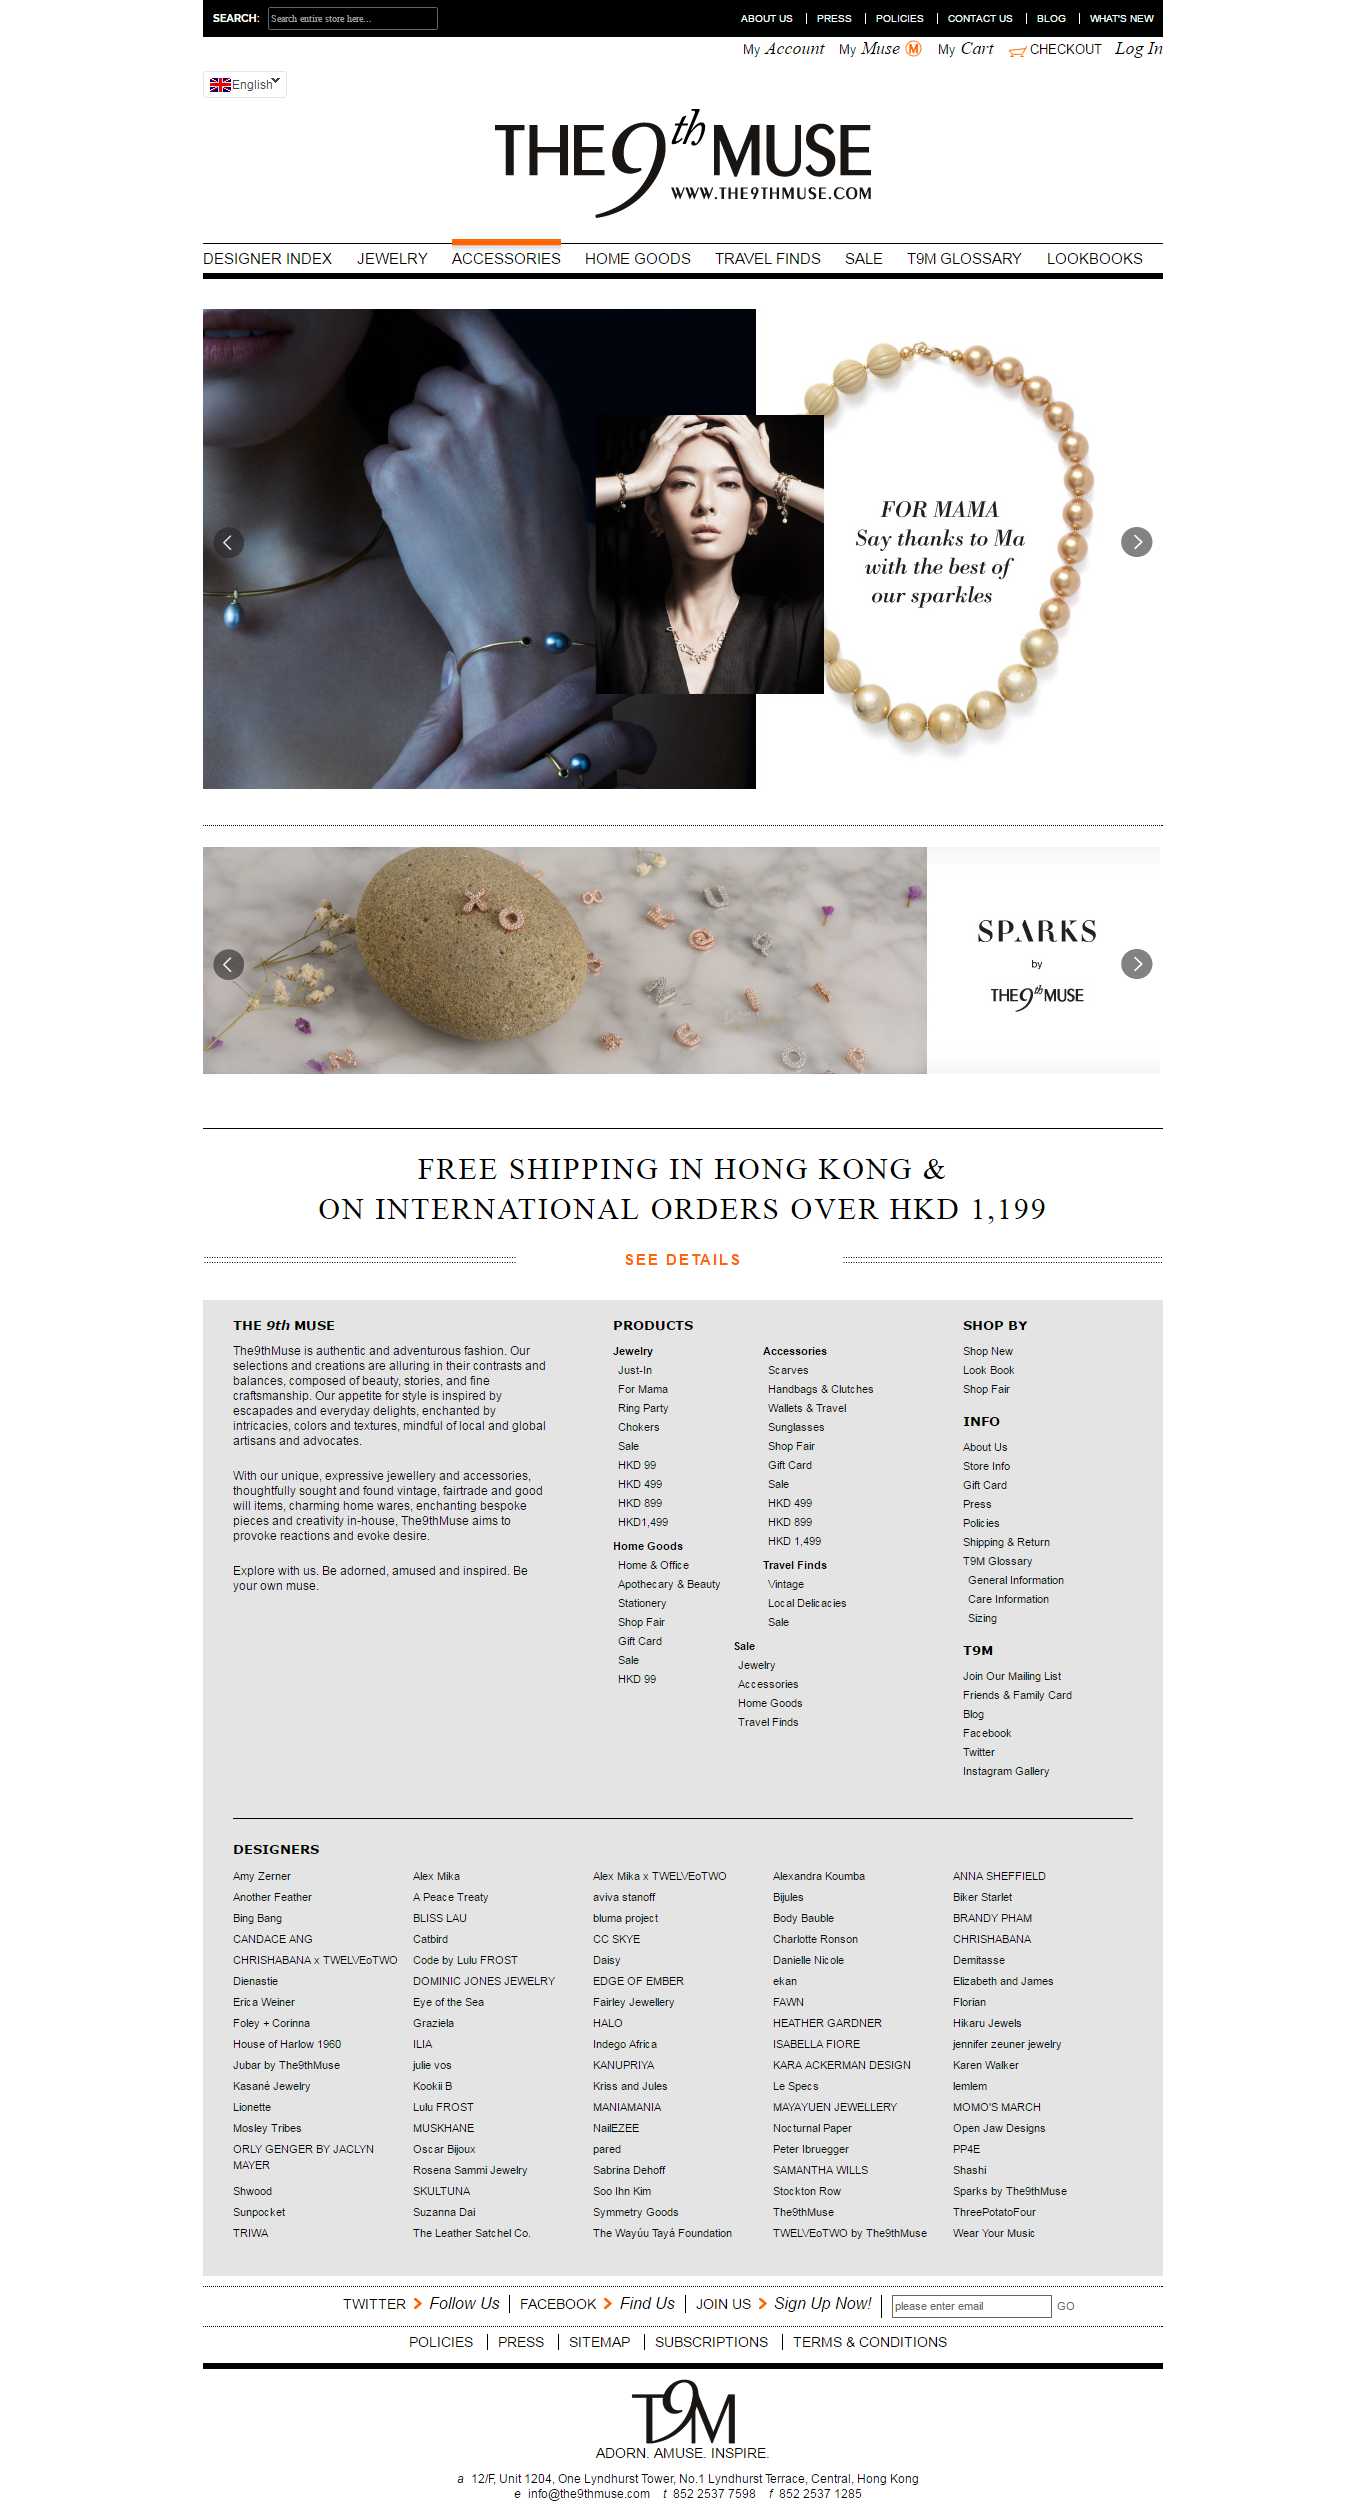 SEARCH: Search entire store here...
ABOUT US | PRESS | POLICIES | CONTACT US | BLOG | WHAT'S NEW
My Account My Muse M My Cart CHECKOUT Log In
English
THE 9th MUSE
WWW.THE9THMUSE.COM
DESIGNER INDEX JEWELRY ACCESSORIES HOME GOODS TRAVEL FINDS SALE T9M GLOSSARY LOOKBOOKS
FOR MAMA
Say thanks to Ma
with the best of
our sparkles
SPARKS
by
THE 9th MUSE
FREE SHIPPING IN HONG KONG &
ON INTERNATIONAL ORDERS OVER HKD 1,199
SEE DETAILS
THE 9th MUSE
The9thMuse is authentic and adventurous fashion. Our
selections and creations are alluring in their contrasts and
balances, composed of beauty, stories, and fine
craftsmanship. Our appetite for style is inspired by
escapades and everyday delights, enchanted by
intricacies, colors and textures, mindful of local and global
artisans and advocates.
With our unique, expressive jewellery and accessories,
thoughtfully sought and found vintage, fairtrade and good
will items, charming home wares, enchanting bespoke
pieces and creativity in-house, The9thMuse aims to
provoke reactions and evoke desire.
Explore with us. Be adorned, amused and inspired. Be
your own muse.
PRODUCTS
Jewelry
Just-In
For Mama
Ring Party
Chokers
Sale
HKD 99
HKD 499
HKD 899
HKD1,499
Home Goods
Home & Office
Apothecary & Beauty
Stationery
Shop Fair
Gift Card
Sale
HKD 99
Accessories
Scarves
Handbags & Clutches
Wallets & Travel
Sunglasses
Shop Fair
Gift Card
Sale
HKD 499
HKD 899
HKD 1,499
Travel Finds
Vintage
Local Delicacies
Sale
Sale
Jewelry
Accessories
Home Goods
Travel Finds
SHOP BY
Shop New
Look Book
Shop Fair
INFO
About Us
Store Info
Gift Card
Press
Policies
Shipping & Return
T9M Glossary
General Information
Care Information
Sizing
T9M
Join Our Mailing List
Friends & Family Card
Blog
Facebook
Twitter
Instagram Gallery
DESIGNERS
Amy Zerner Alex Mika Alex Mika x TWELVEoTWO Alexandra Koumba ANNA SHEFFIELD
Another Feather A Peace Treaty aviva stanoff Bijules Biker Starlet
Bing Bang BLISS LAU bluma project Body Bauble BRANDY PHAM
CANDACE ANG Catbird CC SKYE Charlotte Ronson CHRISHABANA
CHRISHABANA x TWELVEoTWO Code by Lulu FROST Daisy Danielle Nicole Demitasse
Dienastie DOMINIC JONES JEWELRY EDGE OF EMBER ekan Elizabeth and James
Erica Weiner Eye of the Sea Fairley Jewellery FAWN Florian
Foley + Corinna Graziela HALO HEATHER GARDNER Hikaru Jewels
House of Harlow 1960 ILIA Indego Africa ISABELLA FIORE jennifer zeuner jewelry
Jubar by The9thMuse julie vos KANUPRIYA KARA ACKERMAN DESIGN Karen Walker
Kasané Jewelry Kookii B Kriss and Jules Le Specs lemlem
Lionette Lulu FROST MANIAMANIA MAYAYUEN JEWELLERY MOMO'S MARCH
Mosley Tribes MUSKHANE NailEZEE Nocturnal Paper Open Jaw Designs
ORLY GENGER BY JACLYN Oscar Bijoux pared Peter Ibruegger PP4E
MAYER Rosena Sammi Jewelry Sabrina Dehoff SAMANTHA WILLS Shashi
Shwood SKULTUNA Soo Ihn Kim Stockton Row Sparks by The9thMuse
Sunpocket Suzanna Dai Symmetry Goods The9thMuse ThreePotatoFour
TRIWA The Leather Satchel Co. The Wayúu Tayá Foundation TWELVEoTWO by The9thMuse Wear Your Music
TWITTER Follow Us | FACEBOOK Find Us | JOIN US Sign Up Now! | please enter email GO
POLICIES | PRESS | SITEMAP | SUBSCRIPTIONS | TERMS & CONDITIONS
T9M
ADORN. AMUSE. INSPIRE.
a 12/F, Unit 1204, One Lyndhurst Tower, No.1 Lyndhurst Terrace, Central, Hong Kong
e info@the9thmuse.com t 852 2537 7598 f 852 2537 1285